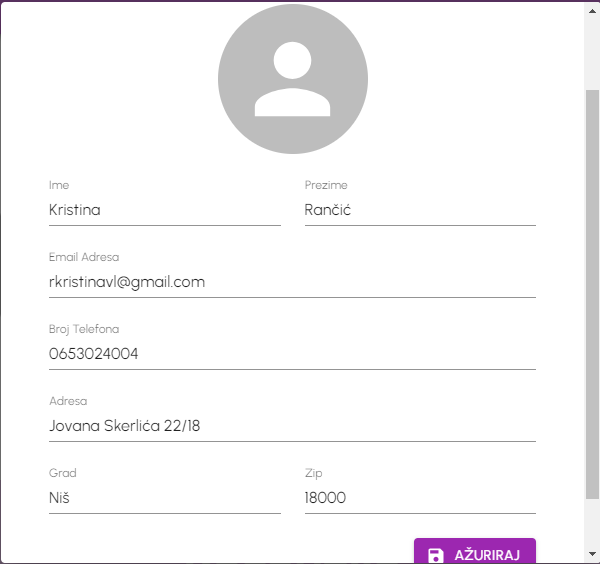 Ime Prezime
Kristina Rančić
Email Adresa
rkristinavl@gmail.com
Broj Telefona
0653024004
Adresa
Jovana Skerlića 22/18
Grad Zip
Niš 18000
AŽURIRAJ